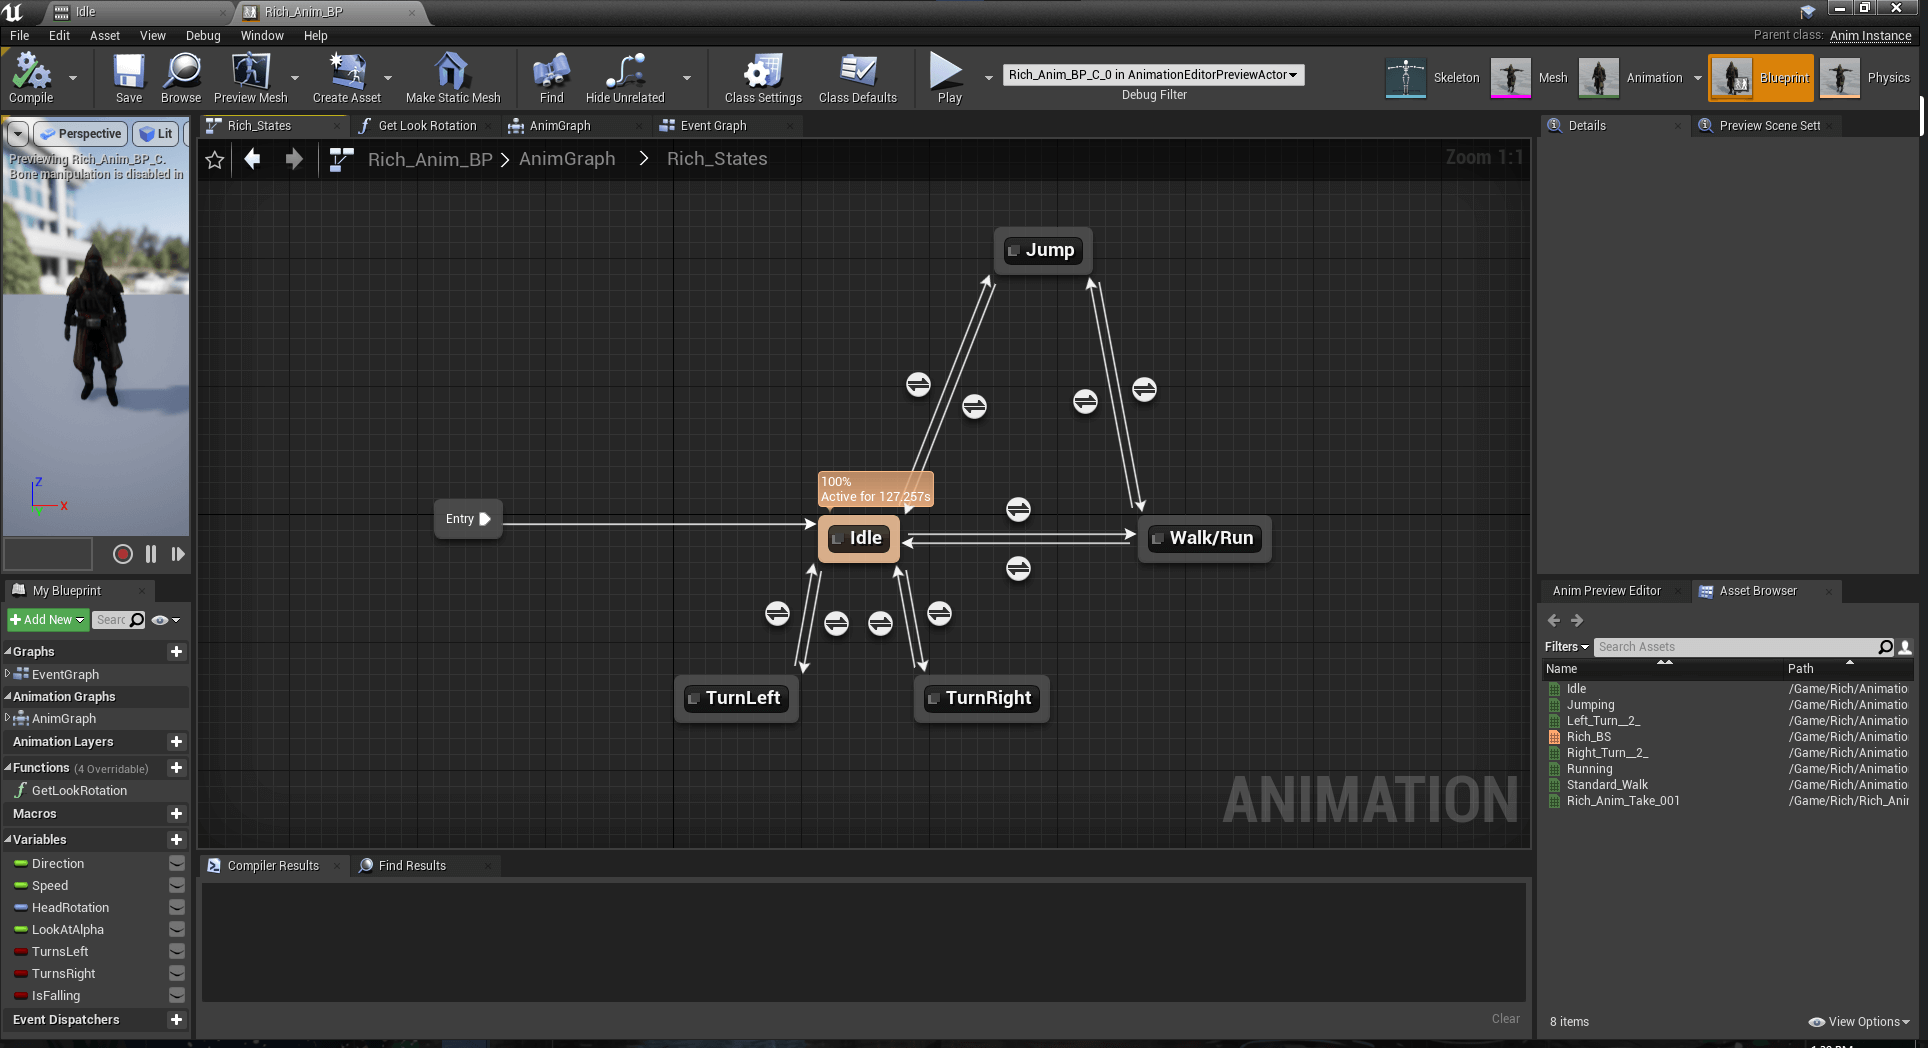 Idle
Rich_Anim_BP
File Edit Asset View Debug Window Help
Parent class: Anim Instance
Compile
Save
Browse
Preview Mesh
Create Asset
Make Static Mesh
Find
Hide Unrelated
Class Settings
Class Defaults
Play
Rich_Anim_BP_C_0 in AnimationEditorPreviewActor
Debug Filter
Skeleton
Mesh
Animation
Blueprint
Physics
Perspective
Lit
Previewing Rich_Anim_BP_C.
Bone manipulation is disabled in
Z
X
Rich_States
Get Look Rotation
AnimGraph
Event Graph
Rich_Anim_BP > AnimGraph > Rich_States
Zoom 1:1
Jump
100%
Active for 127.257s
Entry
Idle
Walk/Run
TurnLeft
TurnRight
ANIMATION
My Blueprint
Add New
Searc
Graphs
EventGraph
Animation Graphs
AnimGraph
Animation Layers
Functions (4 Overridable)
GetLookRotation
Macros
Variables
Direction
Speed
HeadRotation
LookAtAlpha
TurnsLeft
TurnsRight
IsFalling
Event Dispatchers
Compiler Results
Find Results
Clear
Details
Preview Scene Sett
Anim Preview Editor
Asset Browser
Filters
Search Assets
Name Path
Idle /Game/Rich/Animatio
Jumping /Game/Rich/Animatio
Left_Turn__2_ /Game/Rich/Animatio
Rich_BS /Game/Rich/Animatio
Right_Turn__2_ /Game/Rich/Animatio
Running /Game/Rich/Animatio
Standard_Walk /Game/Rich/Animatio
Rich_Anim_Take_001 /Game/Rich/Rich_Anir
8 items
View Options